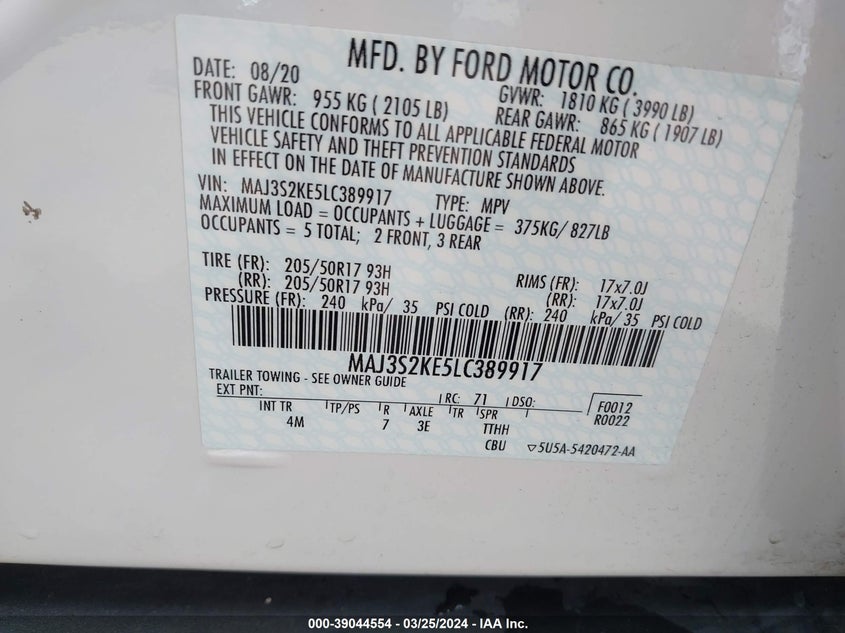 MFD. BY FORD MOTOR CO.
DATE: 08/20 GVWR: 1810 KG ( 3990 LB)
FRONT GAWR: 955 KG ( 2105 LB) REAR GAWR: 865 KG ( 1907 LB)
THIS VEHICLE CONFORMS TO ALL APPLICABLE FEDERAL MOTOR
VEHICLE SAFETY AND THEFT PREVENTION STANDARDS
IN EFFECT ON THE DATE OF MANUFACTURE SHOWN ABOVE.
VIN: MAJ3S2KE5LC389917 TYPE: MPV
MAXIMUM LOAD = OCCUPANTS + LUGGAGE = 375KG/ 827LB
OCCUPANTS = 5 TOTAL; 2 FRONT, 3 REAR
TIRE (FR): 205/50R17 93H RIMS (FR): 17x7.0J
(RR): 205/50R17 93H (RR): 17x7.0J
PRESSURE (FR): 240 kPa/ 35 PSI COLD (RR): 240 kPa/ 35 PSI COLD
MAJ3S2KE5LC389917
TRAILER TOWING - SEE OWNER GUIDE
EXT PNT: RC: 71 DSO: F0012
R0022
INT TR TP/PS R AXLE TR SPR
4M 7 3E TTHH
CBU 5U5A-5420472-AA
000-39044554 - 03/25/2024 - IAA Inc.